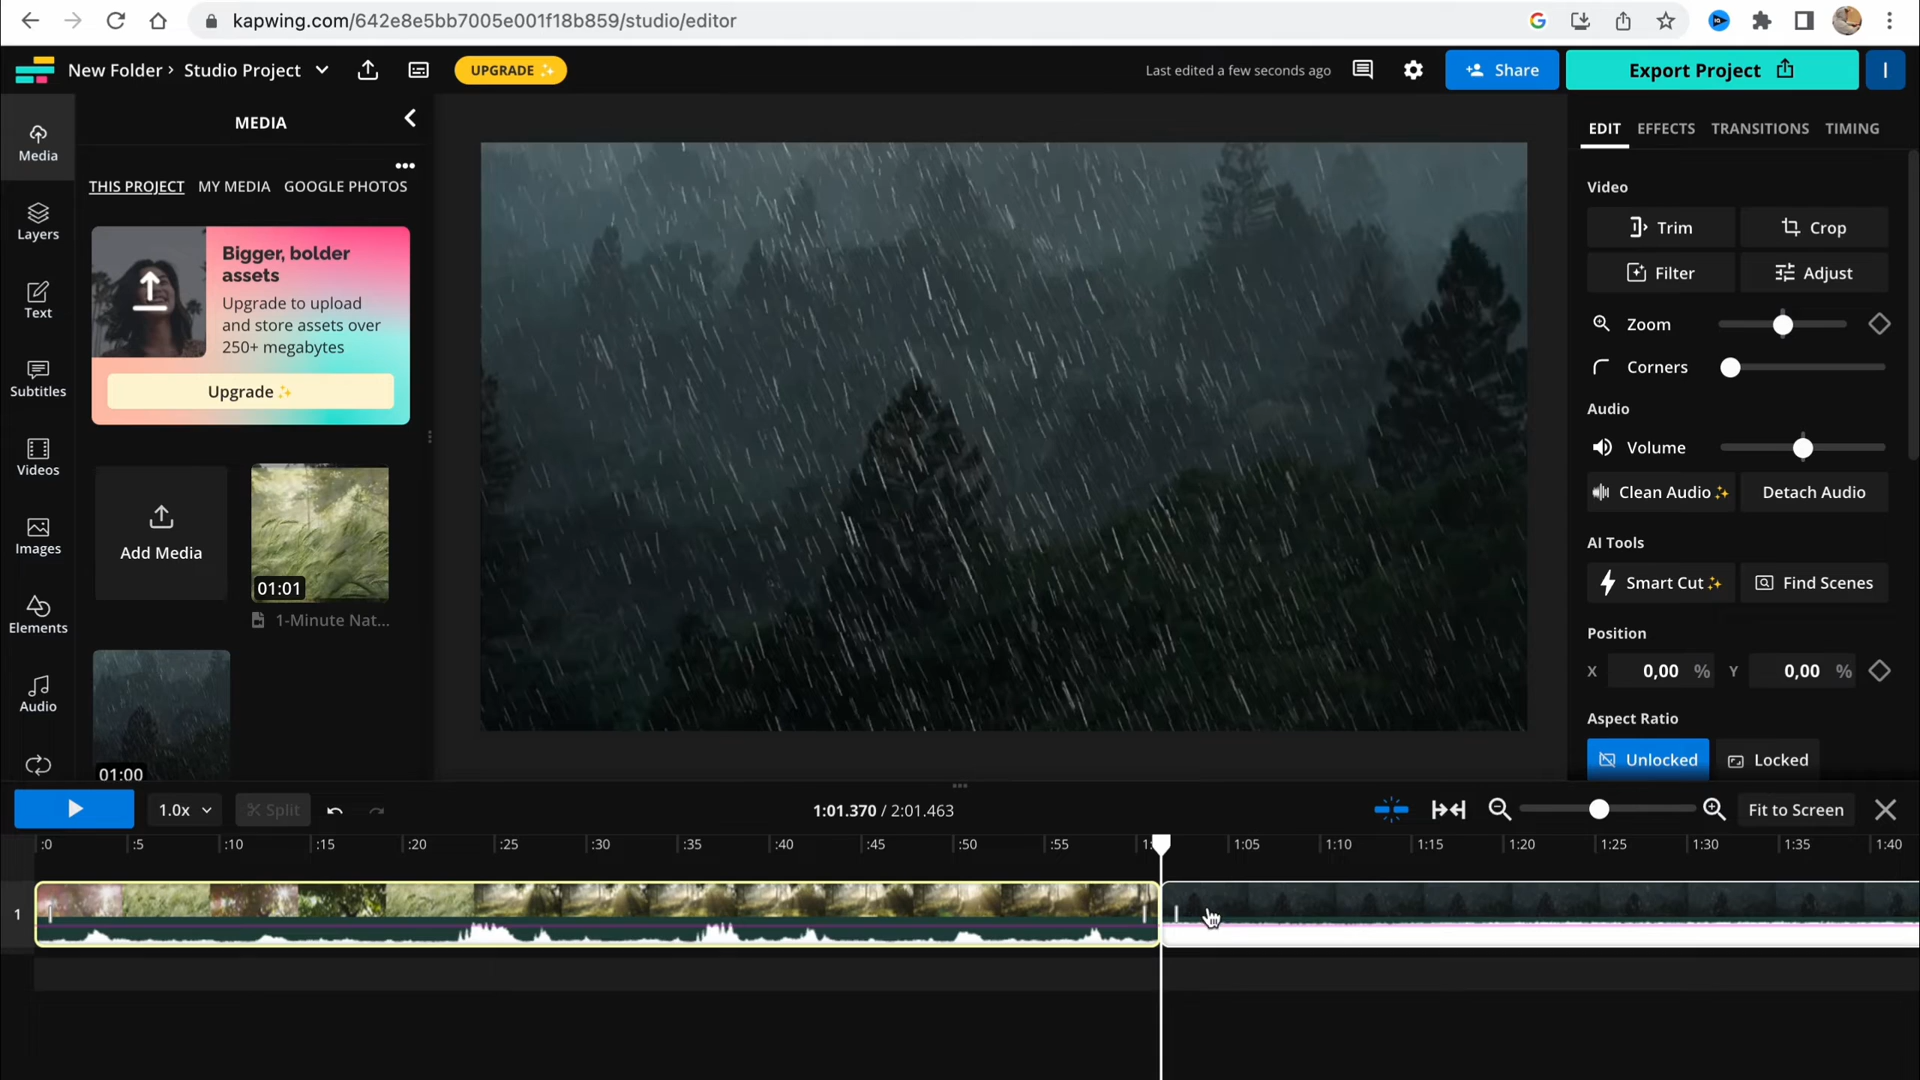 kapwing.com/642e8e5bb7005e001f18b859/studio/editor
New Folder › Studio Project
UPGRADE
Last edited a few seconds ago
Share
Export Project
I
Media
Layers
Text
Subtitles
Videos
Images
Elements
Audio
MEDIA
THIS PROJECT MY MEDIA GOOGLE PHOTOS
Bigger, bolder
assets
Upgrade to upload
and store assets over
250+ megabytes
Upgrade
Add Media
01:01
1-Minute Nat...
01:00
EDIT EFFECTS TRANSITIONS TIMING
Video
Trim Crop
Filter Adjust
Zoom
Corners
Audio
Volume
Clean Audio Detach Audio
AI Tools
Smart Cut Find Scenes
Position
X 0,00 % Y 0,00 %
Aspect Ratio
Unlocked Locked
1.0x Split 1:01.370 / 2:01.463 Fit to Screen
:0 :5 :10 :15 :20 :25 :30 :35 :40 :45 :50 :55 1: 1:05 1:10 1:15 1:20 1:25 1:30 1:35 1:40
1